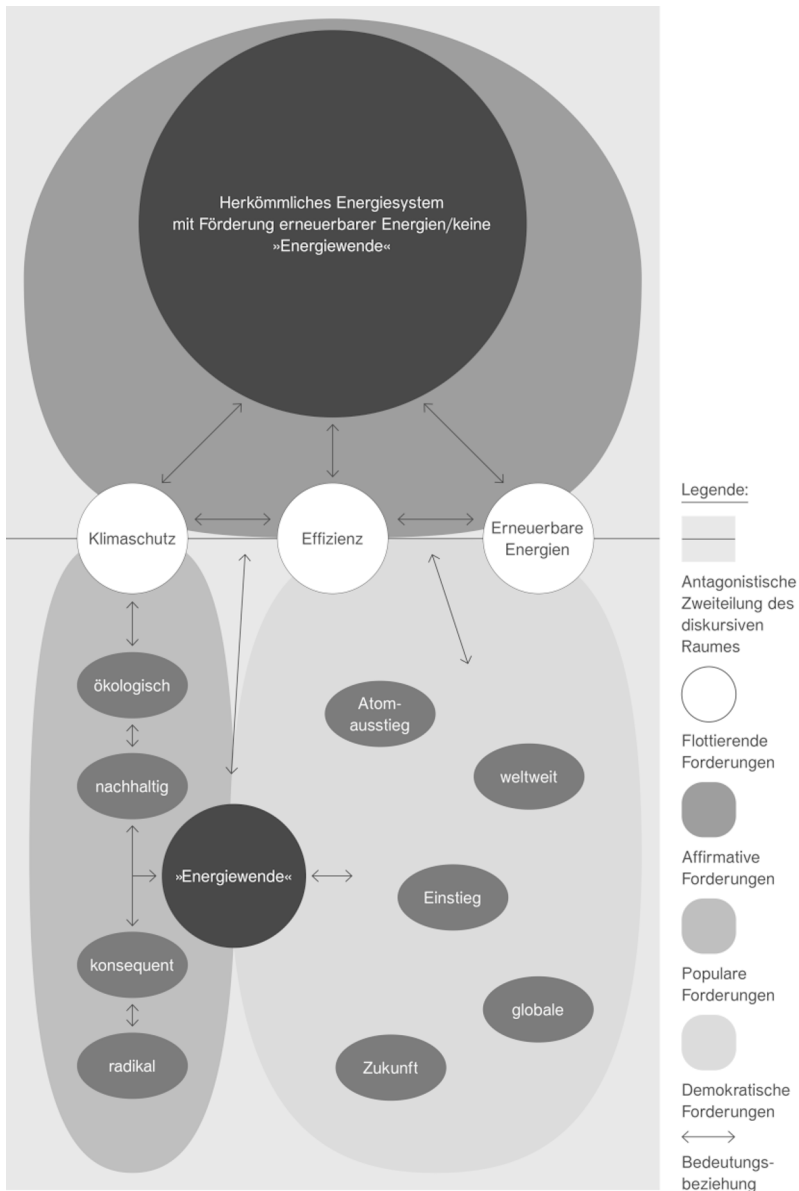 Herkömmliches Energiesystem
mit Förderung erneuerbarer Energien/keine
»Energiewende«
Klimaschutz
Effizienz
Erneuerbare
Energien
ökologisch
nachhaltig
»Energiewende«
konsequent
radikal
Atom-
ausstieg
weltweit
Einstieg
globale
Zukunft
Legende:
Antagonistische
Zweiteilung des
diskursiven
Raumes
Flottierende
Forderungen
Affirmative
Forderungen
Populare
Forderungen
Demokratische
Forderungen
Bedeutungs-
beziehung